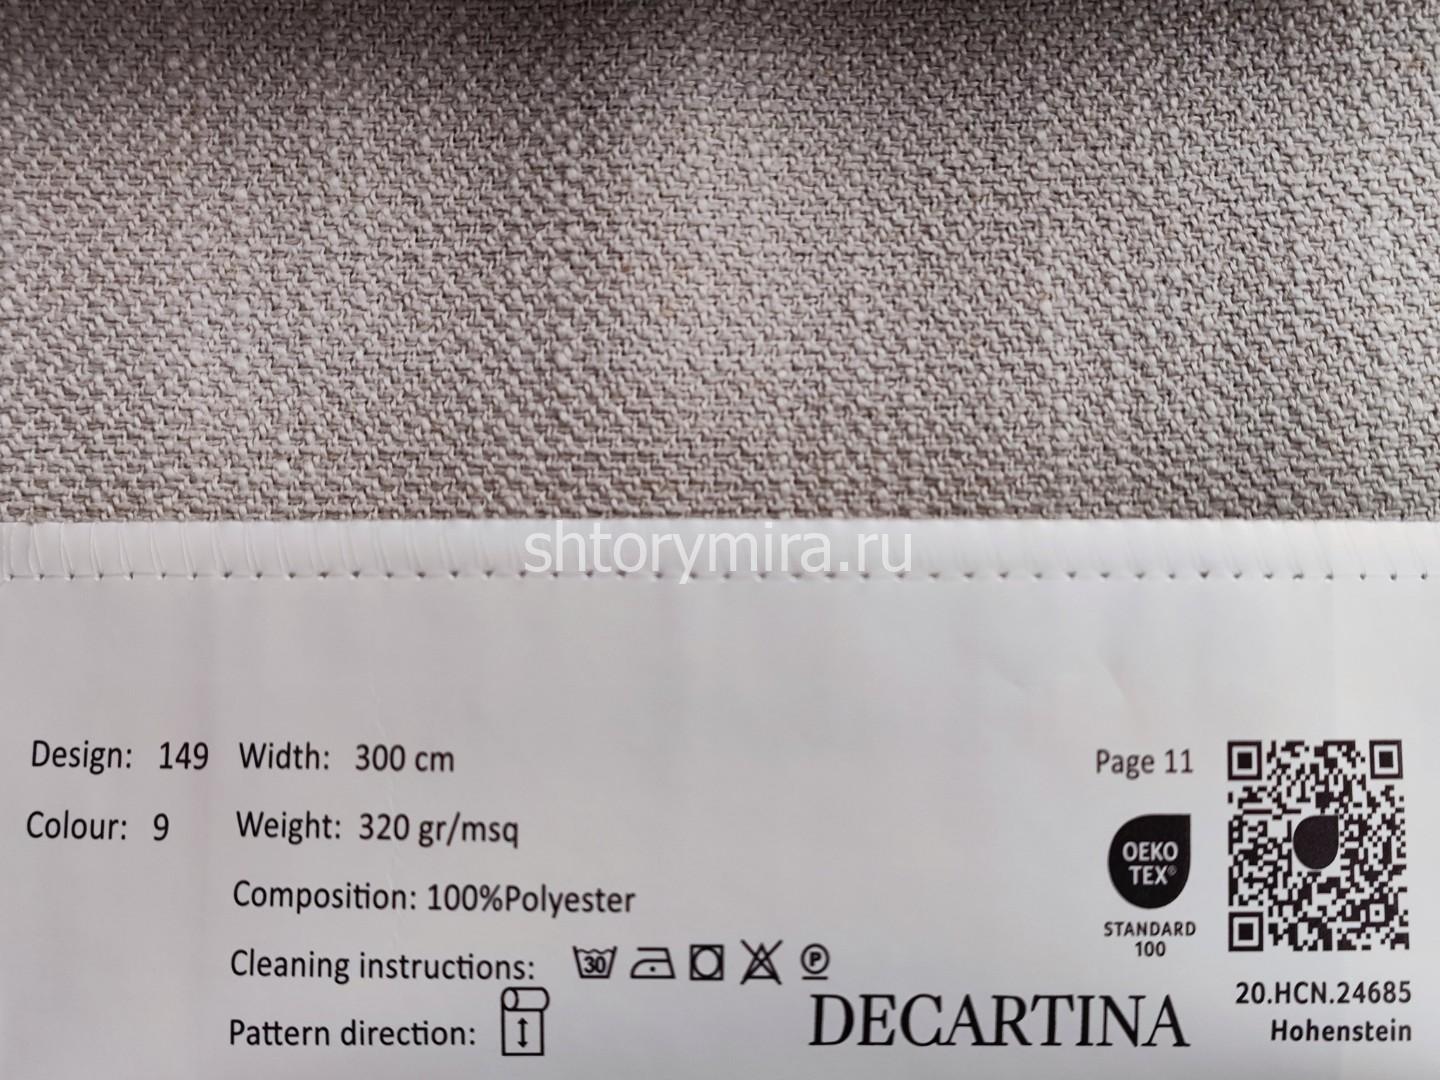 shtorymira.ru
Design: 149 Width: 300 cm
Page 11
Colour: 9 Weight: 320 gr/msq
OEKO
TEX®
STANDARD
100
Composition: 100%Polyester
Cleaning instructions: 30 P
Pattern direction:
DECARTINA
20.HCN.24685
Hohenstein